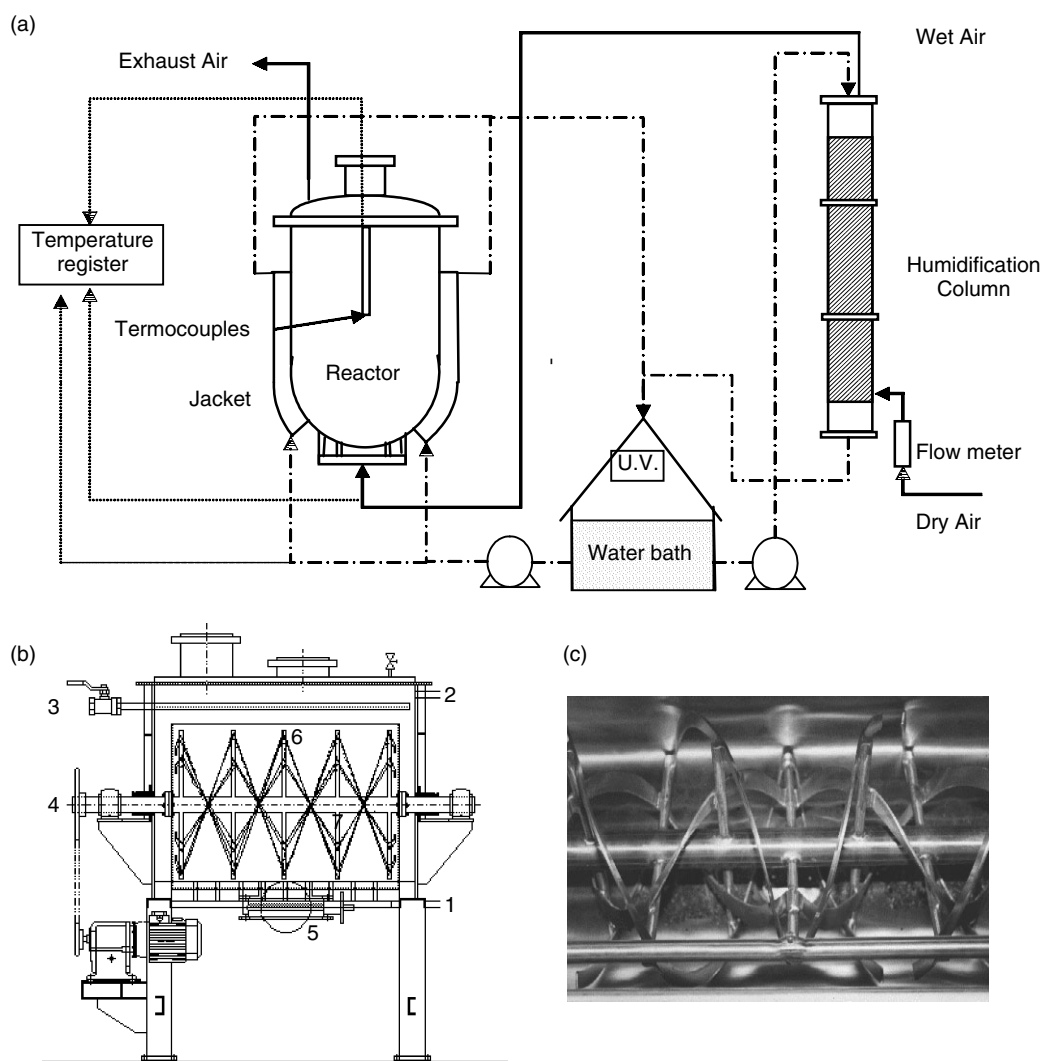 (a)
Wet Air
Exhaust Air
Temperature
register
Humidification
Column
Termocouples
Reactor
Jacket
U.V.
Flow meter
Dry Air
Water bath
(b)
(c)
2
3
6
4
1
5